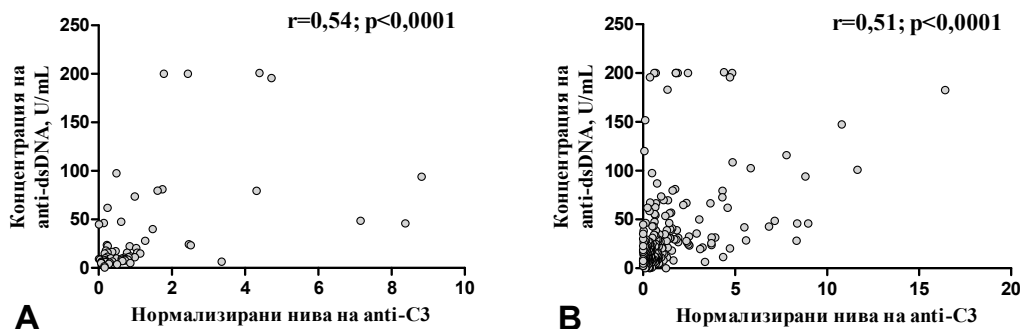 r=0,54; p<0,0001
Концентрация на
anti-dsDNA, U/mL
250
200
150
100
50
0
0
2
4
6
8
10
A
Нормализирани нива на anti-C3
r=0,51; p<0,0001
Концентрация на
anti-dsDNA, U/mL
250
200
150
100
50
0
0
5
10
15
20
B
Нормализирани нива на anti-C3